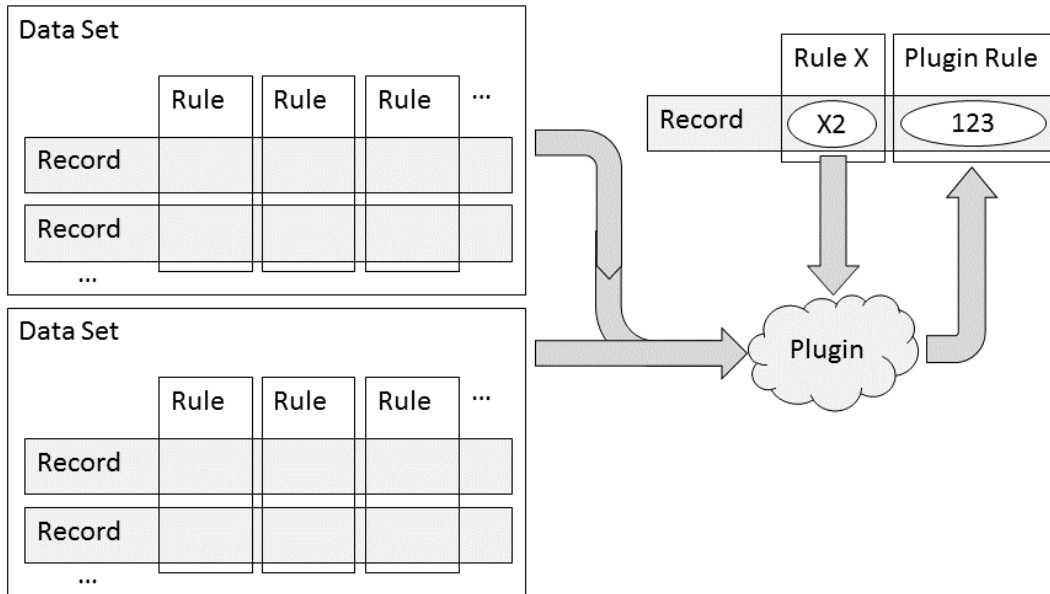 Data Set
Rule Rule Rule ...
Record
Record
...
Data Set
Rule Rule Rule ...
Record
Record
...
Rule X Plugin Rule
Record X2 123
Plugin